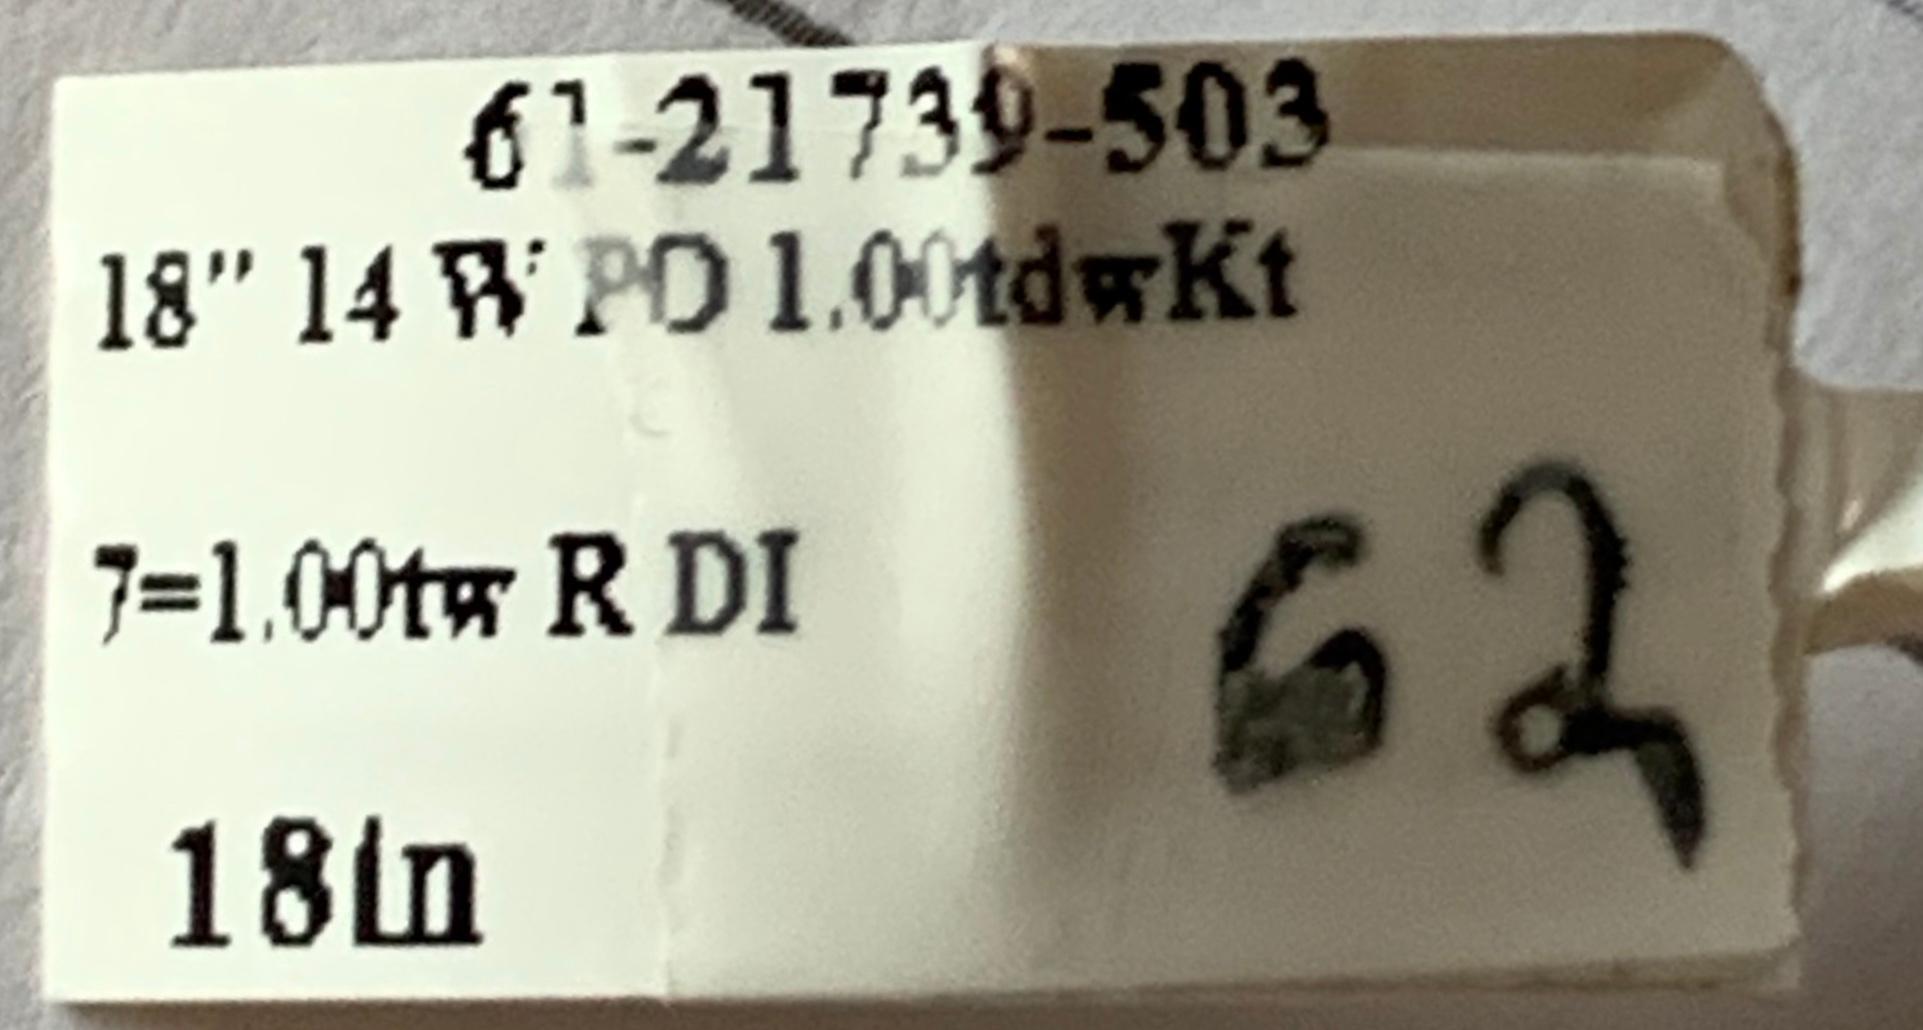 61-21739-503
18" 14 W PD 1.00tdwKt
7=1.00tw R DI
62
18in